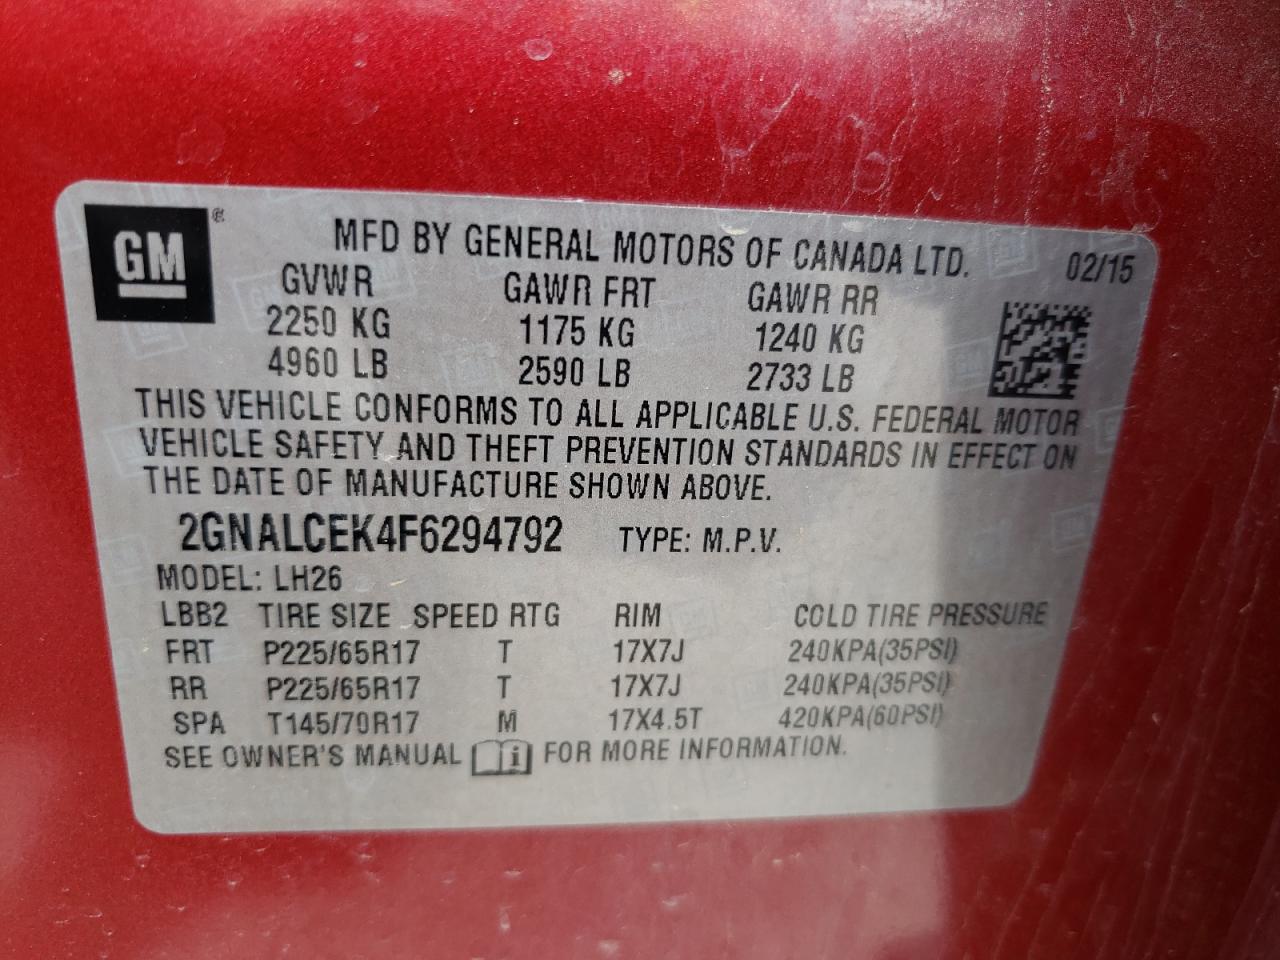 GM ®
MFD BY GENERAL MOTORS OF CANADA LTD. 02/15
GVWR GAWR FRT GAWR RR
2250 KG 1175 KG 1240 KG
4960 LB 2590 LB 2733 LB
THIS VEHICLE CONFORMS TO ALL APPLICABLE U.S. FEDERAL MOTOR
VEHICLE SAFETY AND THEFT PREVENTION STANDARDS IN EFFECT ON
THE DATE OF MANUFACTURE SHOWN ABOVE.
2GNALCEK4F6294792 TYPE: M.P.V.
MODEL: LH26
LBB2 TIRE SIZE SPEED RTG RIM COLD TIRE PRESSURE
FRT P225/65R17 T 17X7J 240KPA(35PSI)
RR P225/65R17 T 17X7J 240KPA(35PSI)
SPA T145/70R17 M 17X4.5T 420KPA(60PSI)
SEE OWNER'S MANUAL i FOR MORE INFORMATION.